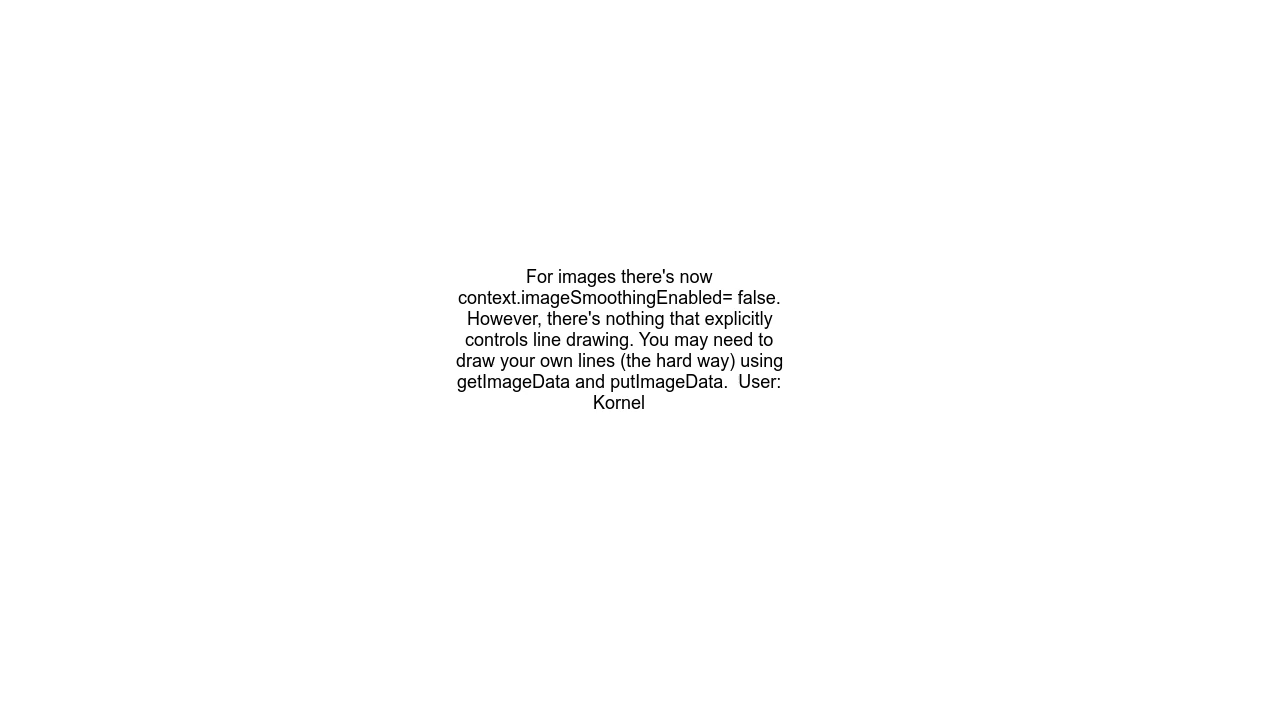 For images there's now
context.imageSmoothingEnabled= false.
However, there's nothing that explicitly
controls line drawing. You may need to
draw your own lines (the hard way) using
getImageData and putImageData.  User:
Kornel